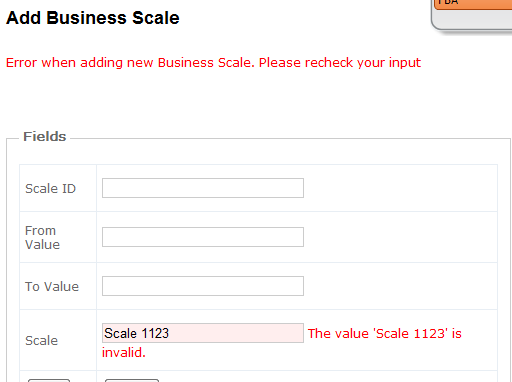 FBA
Add Business Scale
Error when adding new Business Scale. Please recheck your input
Fields
Scale ID
From
Value
To Value
Scale
Scale 1123 The value 'Scale 1123' is
invalid.